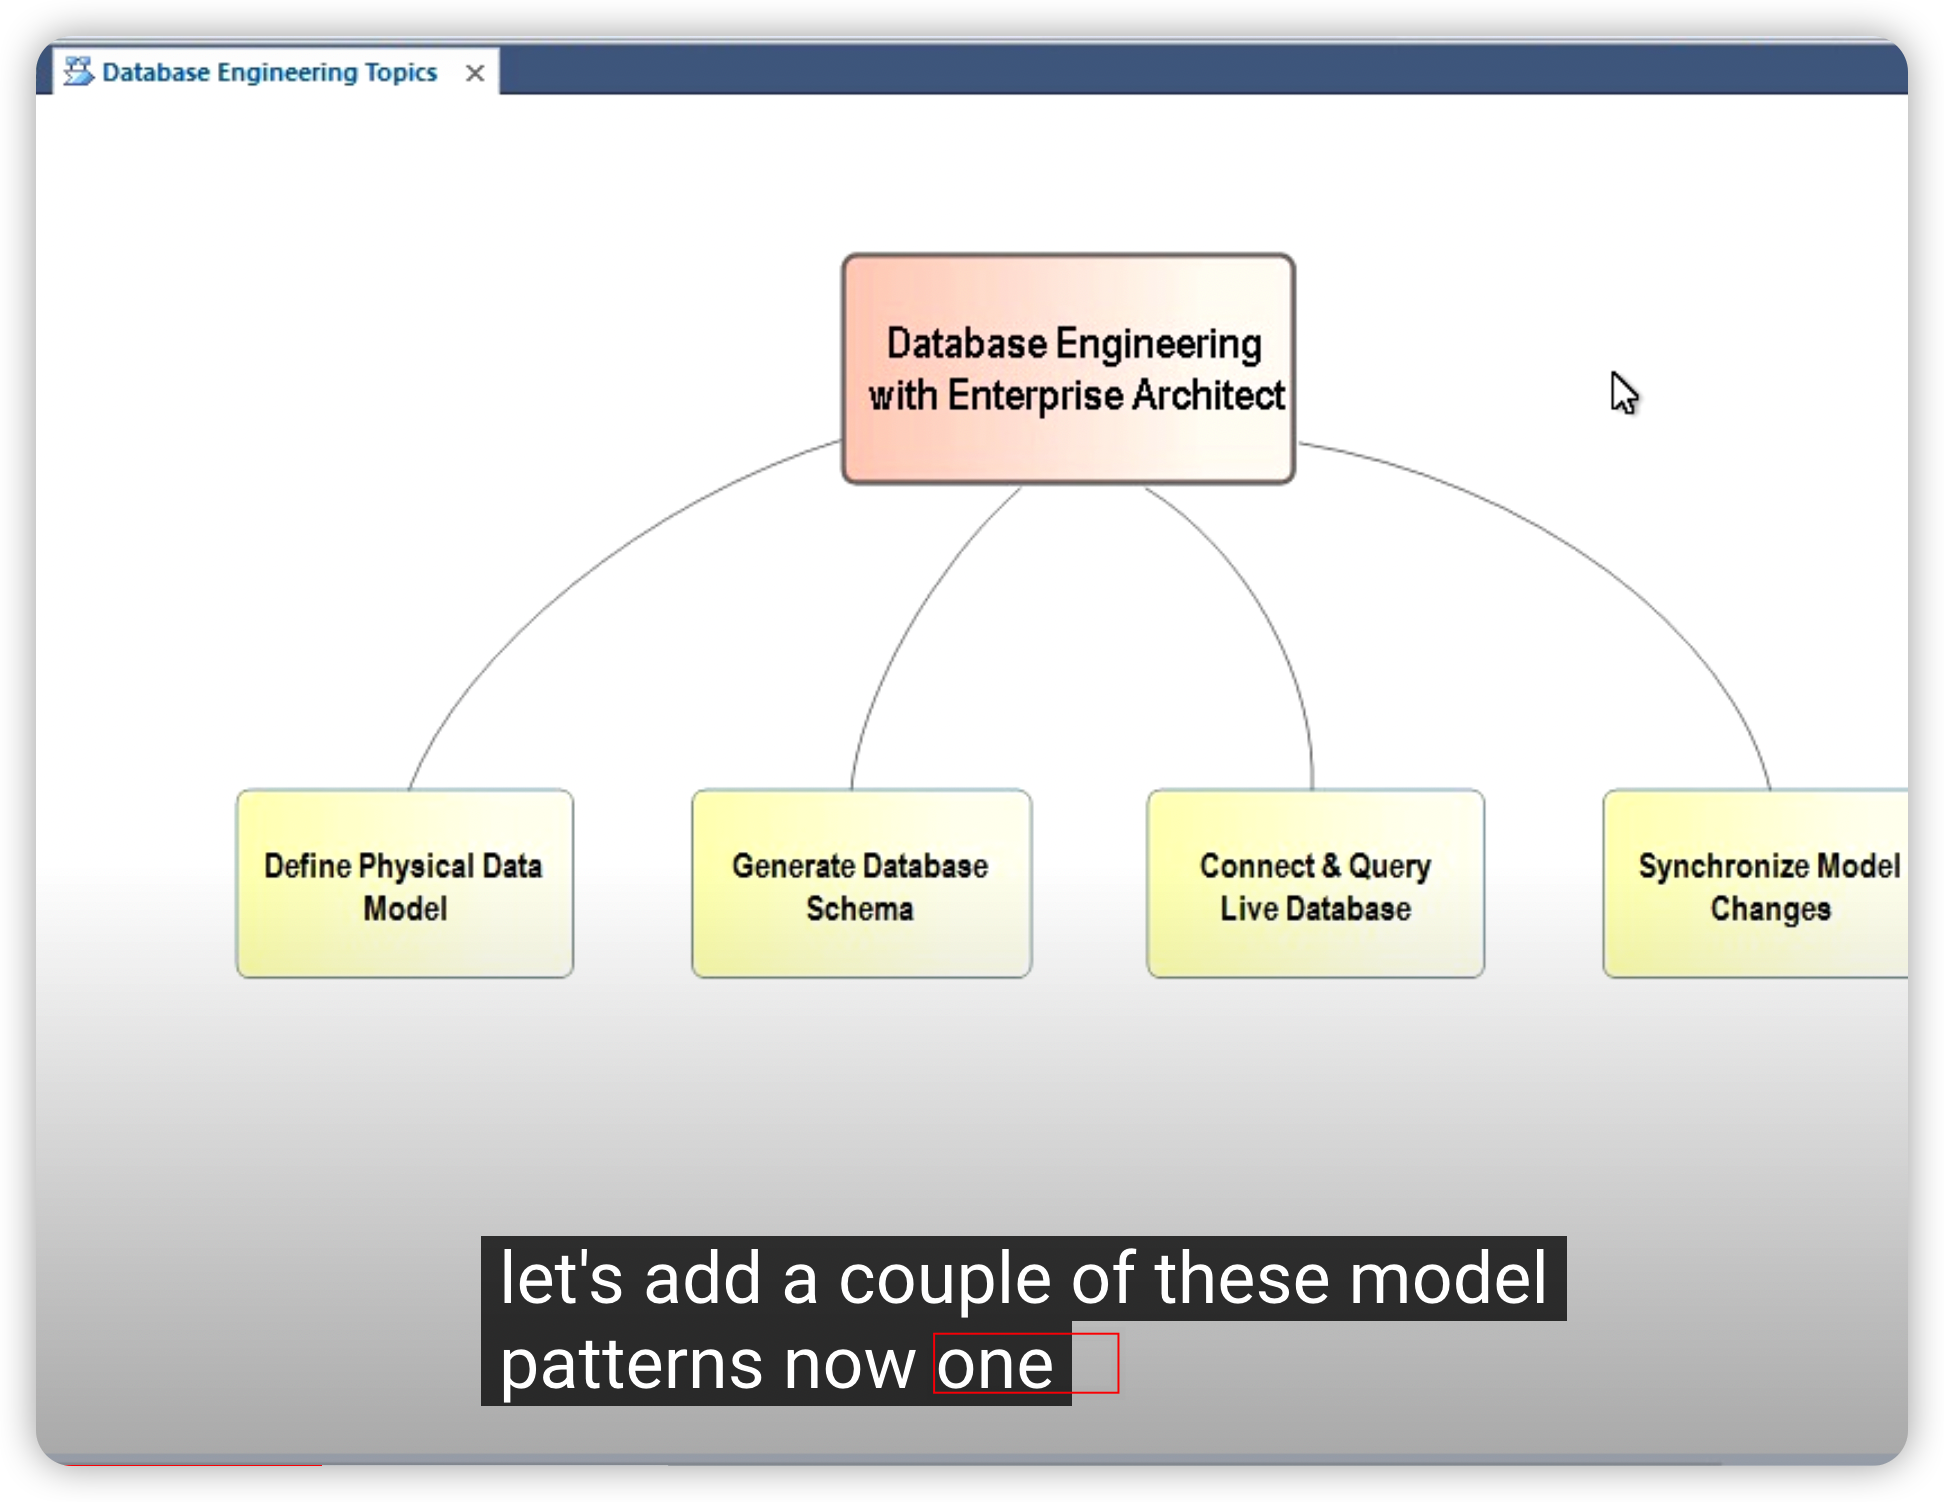 Database Engineering Topics
Database Engineering
with Enterprise Architect
Define Physical Data
Model
Generate Database
Schema
Connect & Query
Live Database
Synchronize Model
Changes
let's add a couple of these model
patterns now one